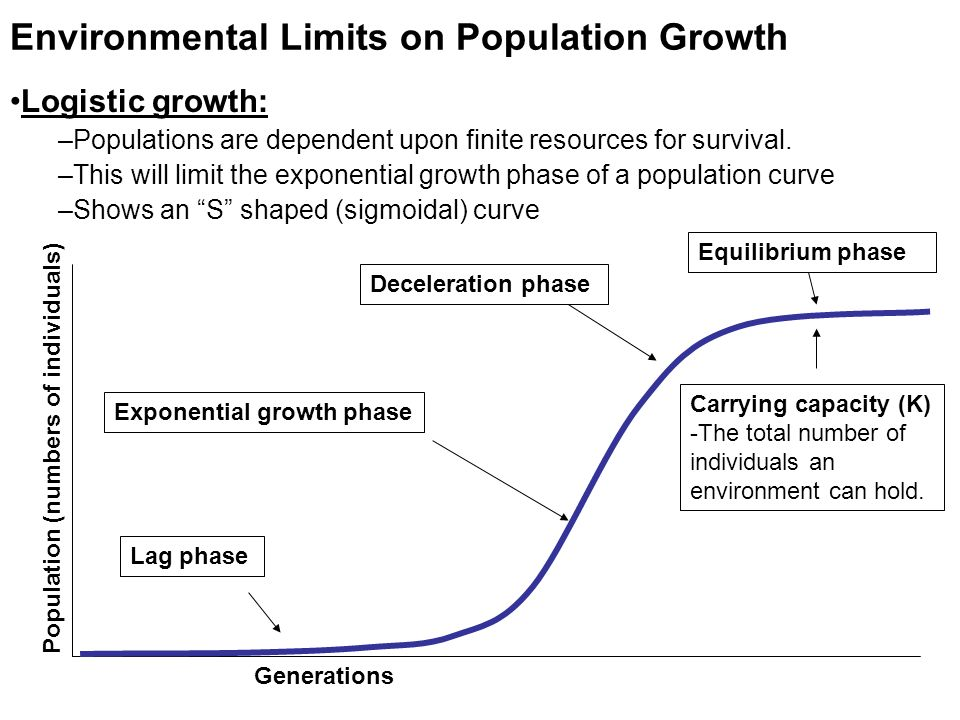 Environmental Limits on Population Growth
•Logistic growth:
–Populations are dependent upon finite resources for survival.
–This will limit the exponential growth phase of a population curve
–Shows an “S” shaped (sigmoidal) curve
Equilibrium phase
Deceleration phase
Exponential growth phase
Carrying capacity (K)
-The total number of
individuals an
environment can hold.
Lag phase
Population (numbers of individuals)
Generations